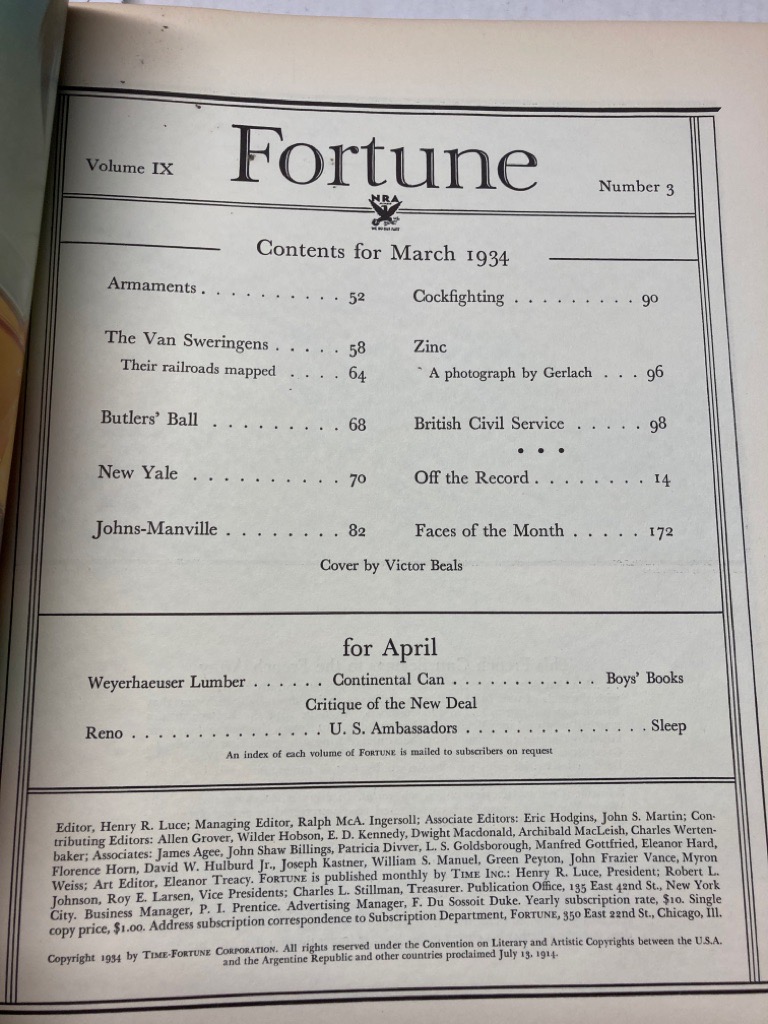 Volume IX
Fortune
Number 3
NRA
WE DO OUR PART
Contents for March 1934
Armaments . . . . . . . . . . 52
The Van Sweringens . . . . . 58
Their railroads mapped . . . . 64
Butlers' Ball . . . . . . . . . 68
New Yale . . . . . . . . . . 70
Johns-Manville . . . . . . . . 82
Cockfighting . . . . . . . . . 90
Zinc
A photograph by Gerlach . . . 96
British Civil Service . . . . . 98
• • •
Off the Record . . . . . . . . 14
Faces of the Month . . . . . 172
Cover by Victor Beals
for April
Weyerhaeuser Lumber . . . . . . Continental Can . . . . . . . . . . . . Boys' Books
Critique of the New Deal
Reno . . . . . . . . . . . . . . . U. S. Ambassadors . . . . . . . . . . . . . . . Sleep
An index of each volume of FORTUNE is mailed to subscribers on request
Editor, Henry R. Luce; Managing Editor, Ralph McA. Ingersoll; Associate Editors: Eric Hodgins, John S. Martin; Con-
tributing Editors: Allen Grover, Wilder Hobson, E. D. Kennedy, Dwight Macdonald, Archibald MacLeish, Charles Werten-
baker; Associates: James Agee, John Shaw Billings, Patricia Divver, L. S. Goldsborough, Manfred Gottfried, Eleanor Hard,
Florence Horn, David W. Hulburd Jr., Joseph Kastner, William S. Manuel, Green Peyton, John Frazier Vance, Myron
Weiss; Art Editor, Eleanor Treacy. FORTUNE is published monthly by TIME INC.: Henry R. Luce, President; Robert L.
Johnson, Roy E. Larsen, Vice Presidents; Charles L. Stillman, Treasurer. Publication Office, 135 East 42nd St., New York
City. Business Manager, P. I. Prentice. Advertising Manager, F. Du Sossoit Duke. Yearly subscription rate, $10. Single
copy price, $1.00. Address subscription correspondence to Subscription Department, FORTUNE, 350 East 22nd St., Chicago, Ill.
Copyright 1934 by TIME-FORTUNE CORPORATION. All rights reserved under the Convention on Literary and Artistic Copyrights between the U.S.A.
and the Argentine Republic and other countries proclaimed July 13, 1914.